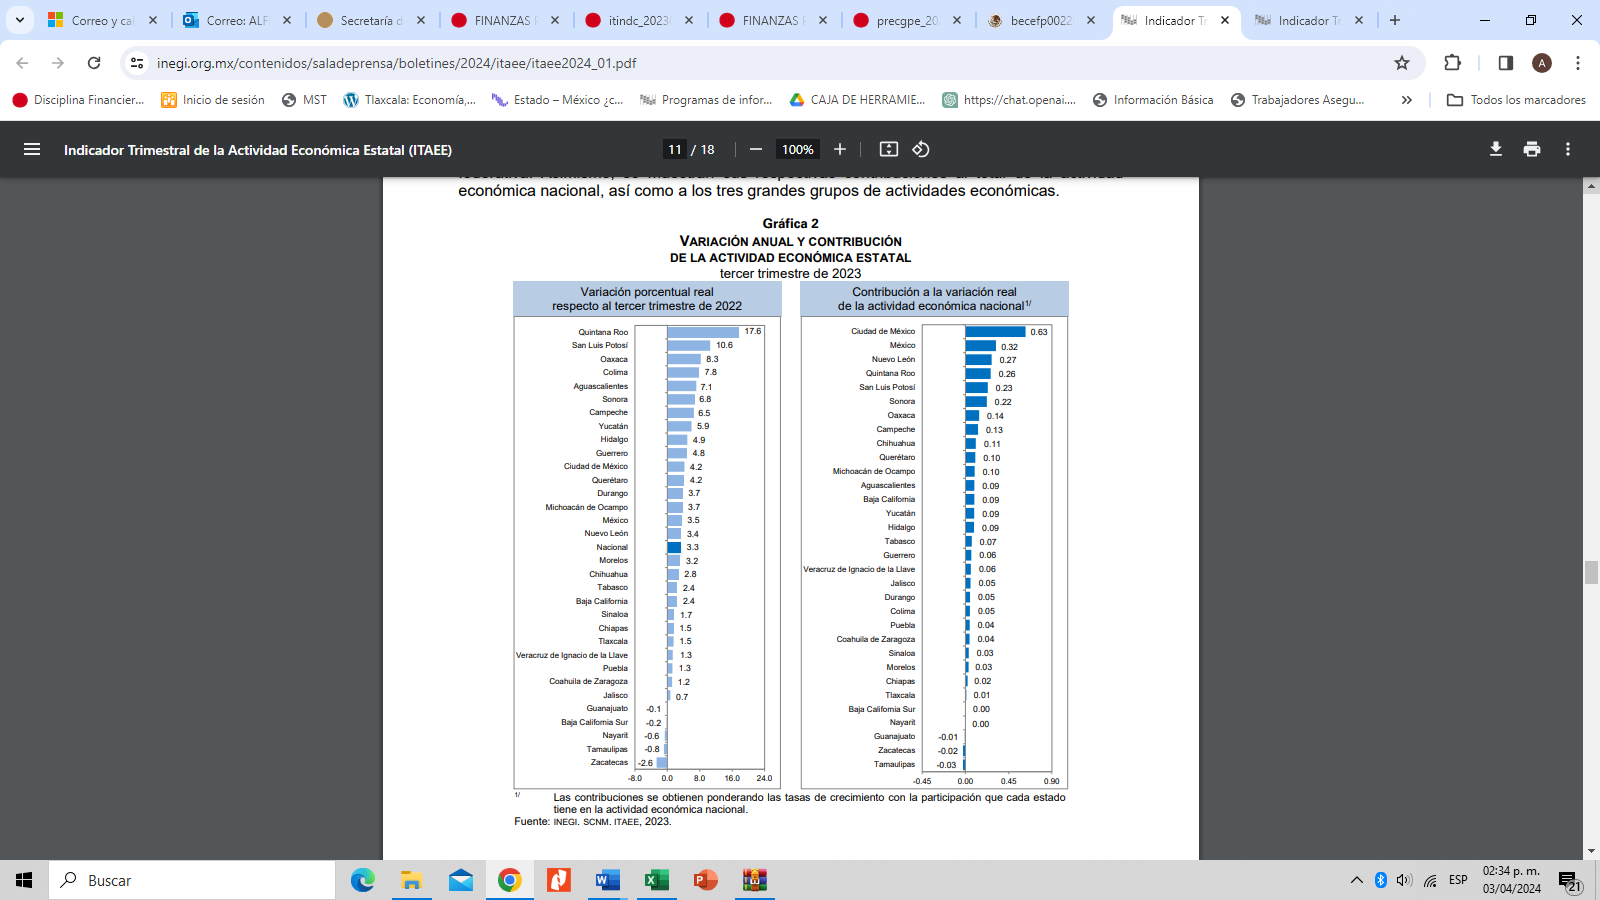 Correo y ca
Correo: ALF
Secretaría d
FINANZAS F
itindc_2023
FINANZAS F
precgpe_20
becefp0022
Indicador Tr
Indicador Tr
inegi.org.mx/contenidos/saladeprensa/boletines/2024/itaee/itaee2024_01.pdf
A
Disciplina Financier...
Inicio de sesión
MST
Tlaxcala: Economía,...
Estado – México ¿c...
Programas de infor...
CAJA DE HERRAMIE...
https://chat.openai....
Información Básica
Trabajadores Asegu...
Todos los marcadores
Indicador Trimestral de la Actividad Económica Estatal (ITAEE)
11 / 18
100%
económica nacional, así como a los tres grandes grupos de actividades económicas.
Gráfica 2
VARIACIÓN ANUAL Y CONTRIBUCIÓN
DE LA ACTIVIDAD ECONÓMICA ESTATAL
tercer trimestre de 2023
Variación porcentual real
respecto al tercer trimestre de 2022
Quintana Roo 17.6
San Luis Potosí 10.6
Oaxaca 8.3
Colima 7.8
Aguascalientes 7.1
Sonora 6.8
Campeche 6.5
Yucatán 5.9
Hidalgo 4.9
Guerrero 4.8
Ciudad de México 4.2
Querétaro 4.2
Durango 3.7
Michoacán de Ocampo 3.7
México 3.5
Nuevo León 3.4
Nacional 3.3
Morelos 3.2
Chihuahua 2.8
Tabasco 2.4
Baja California 2.4
Sinaloa 1.7
Chiapas 1.5
Tlaxcala 1.5
Veracruz de Ignacio de la Llave 1.3
Puebla 1.3
Coahuila de Zaragoza 1.2
Jalisco 0.7
Guanajuato -0.1
Baja California Sur -0.2
Nayarit -0.6
Tamaulipas -0.8
Zacatecas -2.6
-8.0 0.0 8.0 16.0 24.0
Contribución a la variación real
de la actividad económica nacional1/
Ciudad de México 0.63
México 0.32
Nuevo León 0.27
Quintana Roo 0.26
San Luis Potosí 0.23
Sonora 0.22
Oaxaca 0.14
Campeche 0.13
Chihuahua 0.11
Querétaro 0.10
Michoacán de Ocampo 0.10
Aguascalientes 0.09
Baja California 0.09
Yucatán 0.09
Hidalgo 0.09
Tabasco 0.07
Guerrero 0.06
Veracruz de Ignacio de la Llave 0.06
Jalisco 0.05
Durango 0.05
Colima 0.05
Puebla 0.04
Coahuila de Zaragoza 0.04
Sinaloa 0.03
Morelos 0.03
Chiapas 0.02
Tlaxcala 0.01
Baja California Sur 0.00
Nayarit 0.00
Guanajuato -0.01
Zacatecas -0.02
Tamaulipas -0.03
-0.45 0.00 0.45 0.90
1/ Las contribuciones se obtienen ponderando las tasas de crecimiento con la participación que cada estado
tiene en la actividad económica nacional.
Fuente: INEGI. SCNM. ITAEE, 2023.
Buscar
ESP
02:34 p. m.
03/04/2024
21